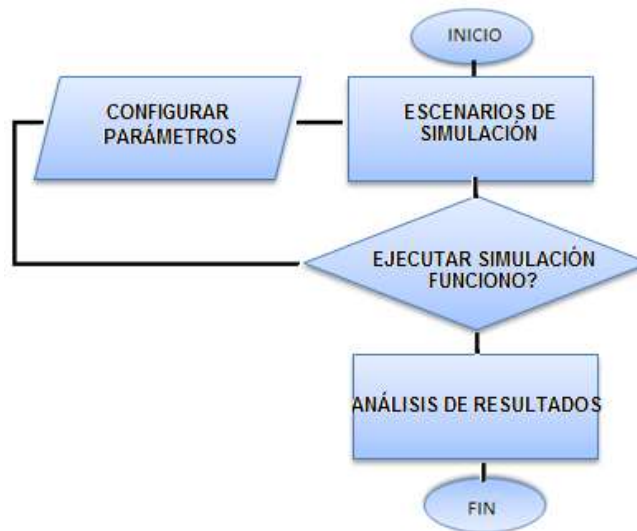 INICIO
CONFIGURAR
PARÁMETROS
ESCENARIOS DE
SIMULACIÓN
EJECUTAR SIMULACIÓN
FUNCIONO?
ANÁLISIS DE RESULTADOS
FIN